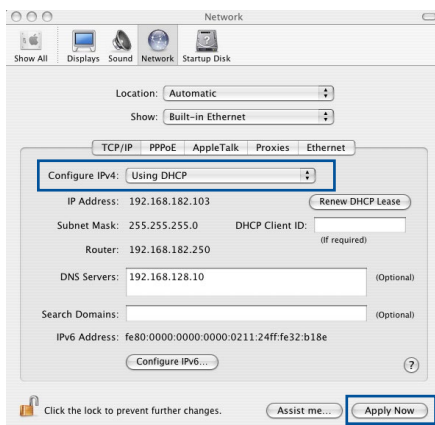 Network
Show All Displays Sound Network Startup Disk
Location: Automatic
Show: Built-in Ethernet
TCP/IP PPPoE AppleTalk Proxies Ethernet
Configure IPv4: Using DHCP
IP Address: 192.168.182.103 Renew DHCP Lease
Subnet Mask: 255.255.255.0 DHCP Client ID:
(If required)
Router: 192.168.182.250
DNS Servers: 192.168.128.10 (Optional)
Search Domains: (Optional)
IPv6 Address: fe80:0000:0000:0000:0211:24ff:fe32:b18e
Configure IPv6... ?
Click the lock to prevent further changes. Assist me... Apply Now